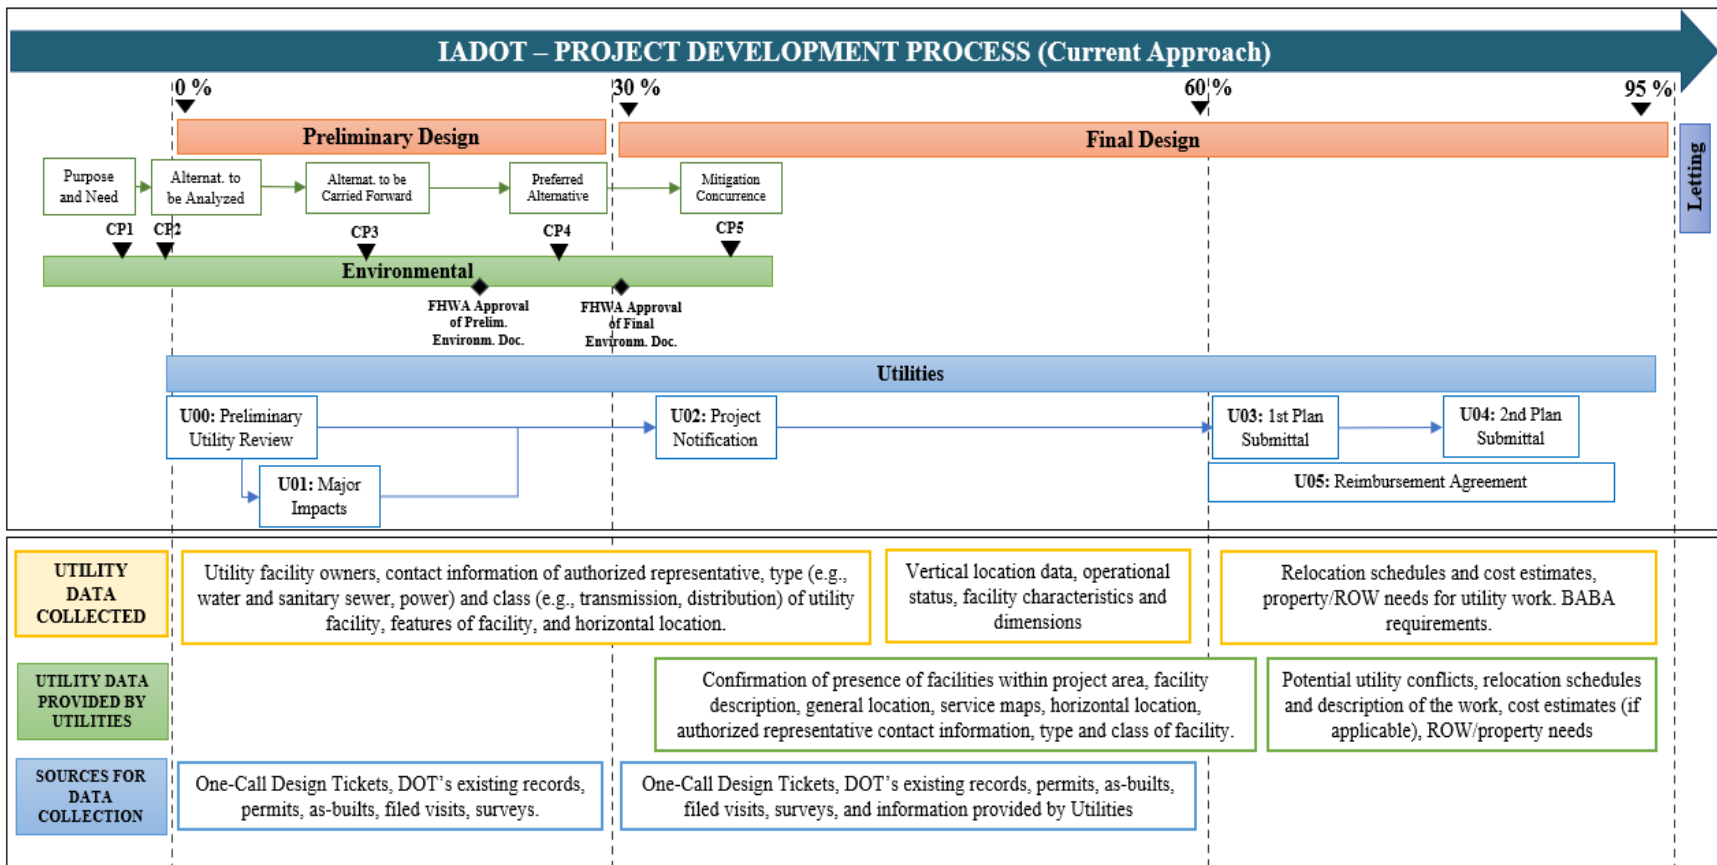 IADOT – PROJECT DEVELOPMENT PROCESS (Current Approach)
0 %
30 %
60 %
95 %
Preliminary Design
Final Design
Letting
Purpose
and Need
Alternat. to
be Analyzed
Alternat. to be
Carried Forward
Preferred
Alternative
Mitigation
Concurrence
CP1
CP2
CP3
CP4
CP5
Environmental
FHWA Approval
of Prelim.
Environm. Doc.
FHWA Approval
of Final
Environm. Doc.
Utilities
U00: Preliminary
Utility Review
U01: Major
Impacts
U02: Project
Notification
U03: 1st Plan
Submittal
U04: 2nd Plan
Submittal
U05: Reimbursement Agreement
UTILITY
DATA
COLLECTED
Utility facility owners, contact information of authorized representative, type (e.g.,
water and sanitary sewer, power) and class (e.g., transmission, distribution) of utility
facility, features of facility, and horizontal location.
Vertical location data, operational
status, facility characteristics and
dimensions
Relocation schedules and cost estimates,
property/ROW needs for utility work. BABA
requirements.
UTILITY DATA
PROVIDED BY
UTILITIES
Confirmation of presence of facilities within project area, facility
description, general location, service maps, horizontal location,
authorized representative contact information, type and class of facility.
Potential utility conflicts, relocation schedules
and description of the work, cost estimates (if
applicable), ROW/property needs
SOURCES FOR
DATA
COLLECTION
One-Call Design Tickets, DOT’s existing records,
permits, as-builts, filed visits, surveys.
One-Call Design Tickets, DOT’s existing records, permits, as-builts,
filed visits, surveys, and information provided by Utilities